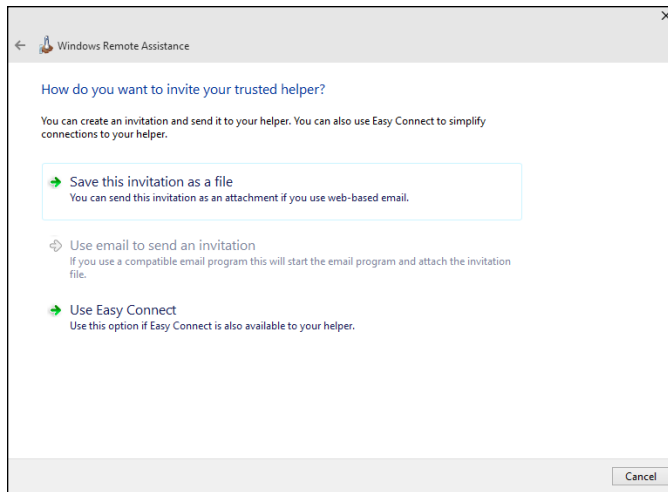 Windows Remote Assistance
How do you want to invite your trusted helper?
You can create an invitation and send it to your helper. You can also use Easy Connect to simplify
connections to your helper.
Save this invitation as a file
You can send this invitation as an attachment if you use web-based email.
Use email to send an invitation
If you use a compatible email program this will start the email program and attach the invitation
file.
Use Easy Connect
Use this option if Easy Connect is also available to your helper.
Cancel